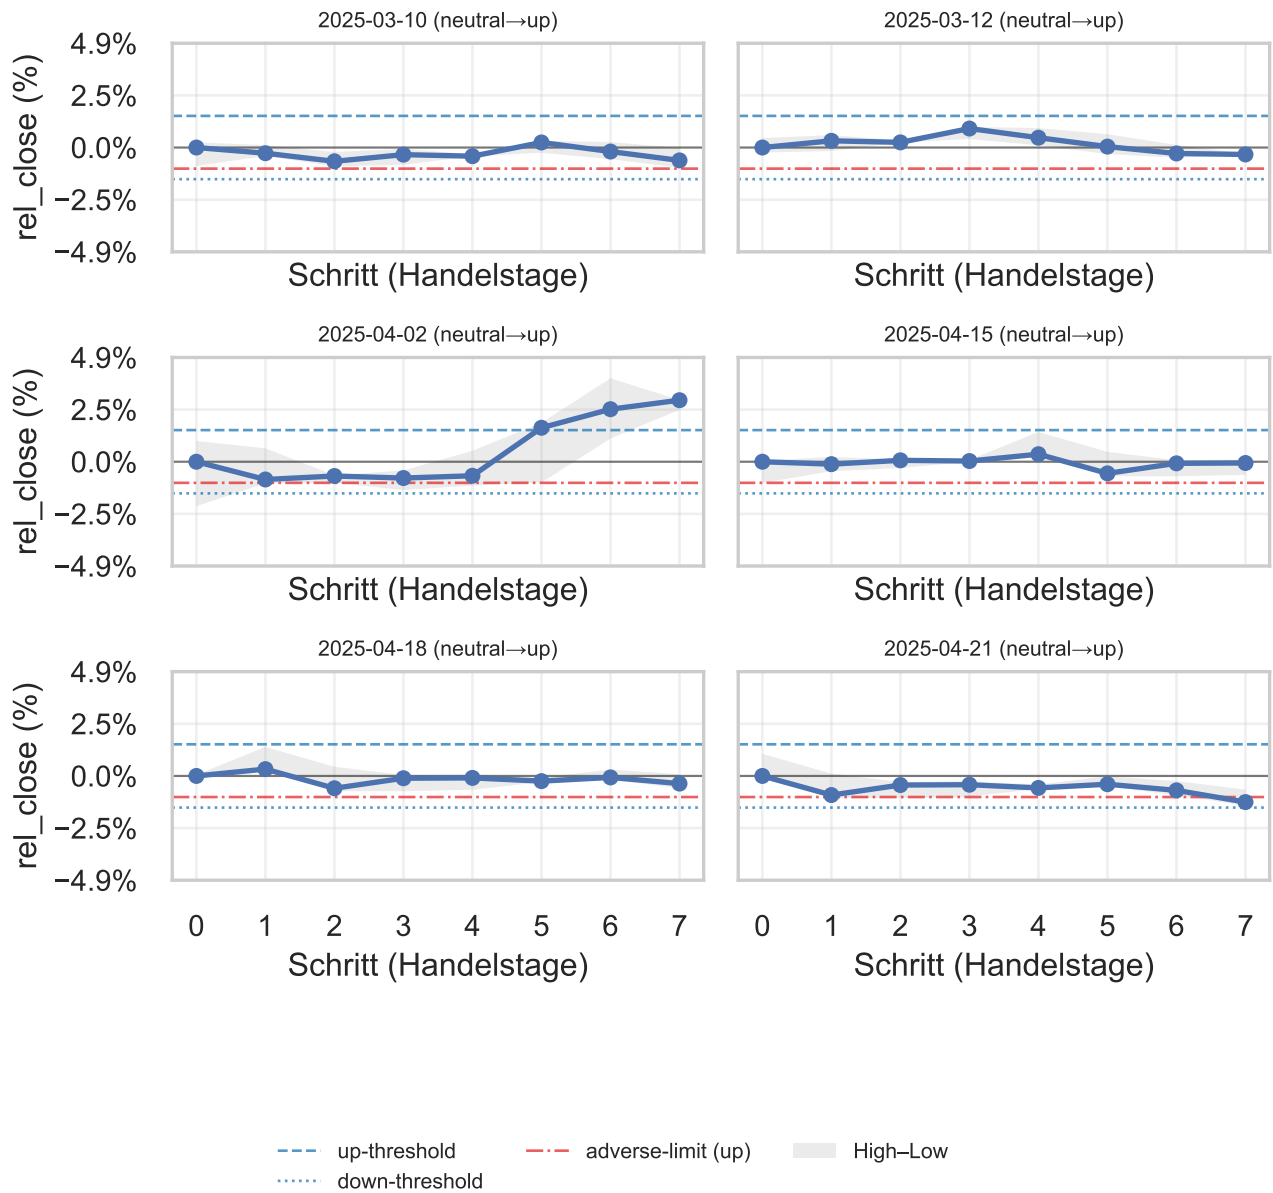 2025-03-10 (neutral→up)
2025-03-12 (neutral→up)
4.9%
2.5%
0.0%
−2.5%
−4.9%
rel_close (%)
Schritt (Handelstage)
Schritt (Handelstage)
2025-04-02 (neutral→up)
2025-04-15 (neutral→up)
4.9%
2.5%
0.0%
−2.5%
−4.9%
rel_close (%)
Schritt (Handelstage)
Schritt (Handelstage)
2025-04-18 (neutral→up)
2025-04-21 (neutral→up)
4.9%
2.5%
0.0%
−2.5%
−4.9%
rel_close (%)
0 1 2 3 4 5 6 7
0 1 2 3 4 5 6 7
Schritt (Handelstage)
Schritt (Handelstage)
up-threshold
adverse-limit (up)
High–Low
down-threshold